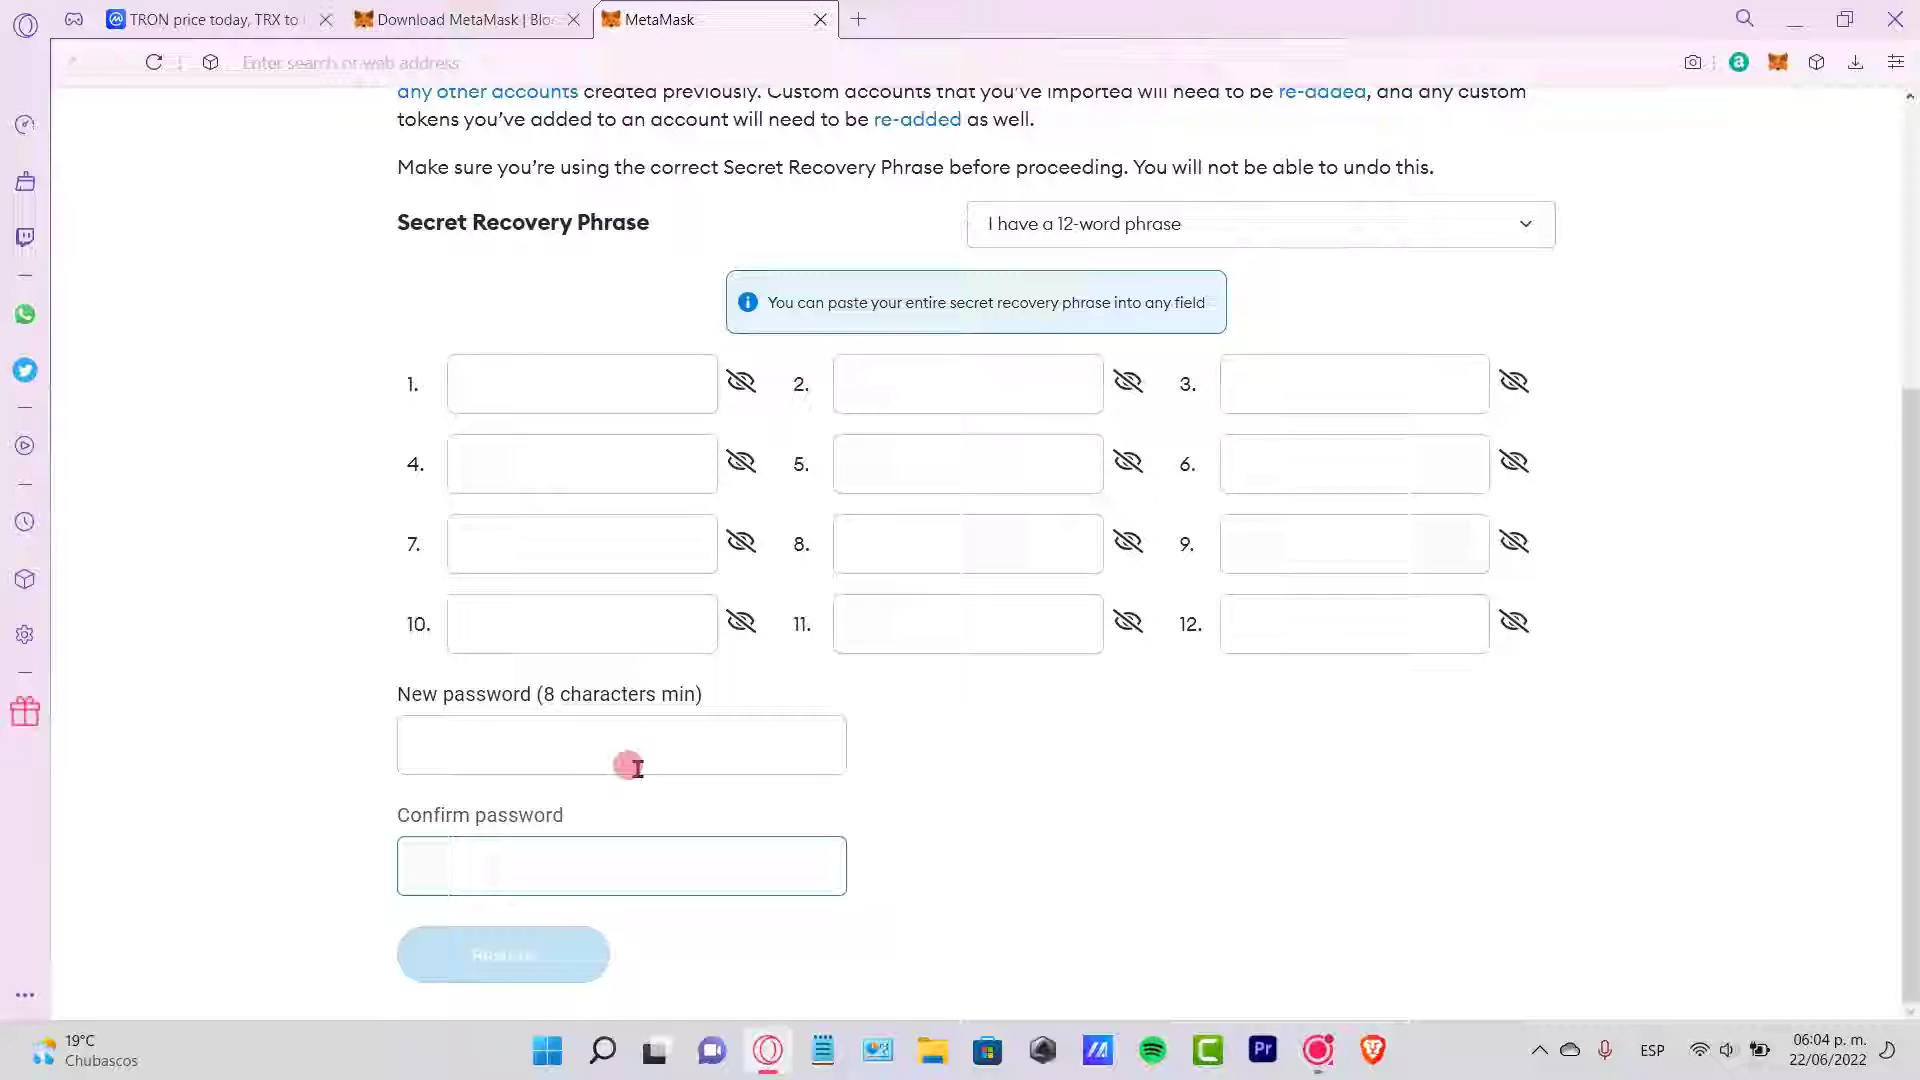 TRON price today, TRX to
Download MetaMask | Bloc
MetaMask
Enter search or web address
any other accounts created previously. Custom accounts that you've imported will need to be re-added, and any custom
tokens you've added to an account will need to be re-added as well.
Make sure you're using the correct Secret Recovery Phrase before proceeding. You will not be able to undo this.
Secret Recovery Phrase
I have a 12-word phrase
You can paste your entire secret recovery phrase into any field
1.
2.
3.
4.
5.
6.
7.
8.
9.
10.
11.
12.
New password (8 characters min)
Confirm password
Restore
19°C
Chubascos
Pr
ESP
06:04 p. m.
22/06/2022